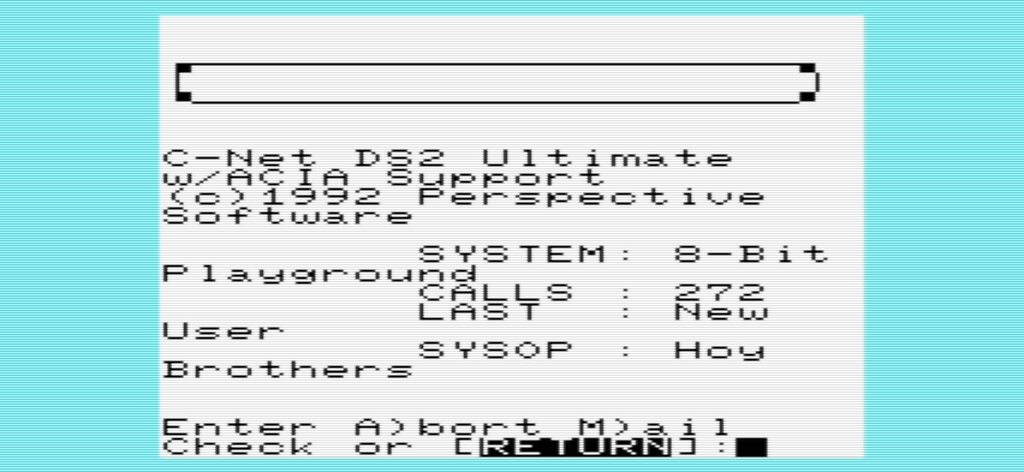 C-Net DS2 Ultimate
w/ACIA Support
(c)1992 Perspective
Software
SYSTEM: 8-Bit
Playground
CALLS : 272
LAST : New
User
SYSOP : Hoy
Brothers
Enter A)bort M)ail
Check or [RETURN]: